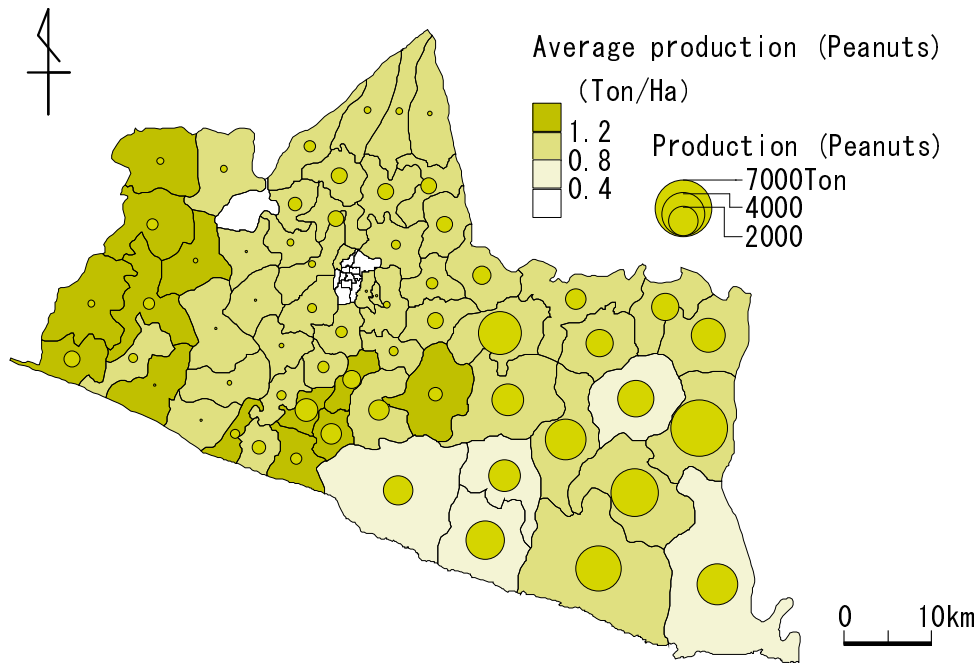 Average production (Peanuts)
(Ton/Ha)
1.2
0.8
0.4
Production (Peanuts)
7000Ton
4000
2000
0 10km